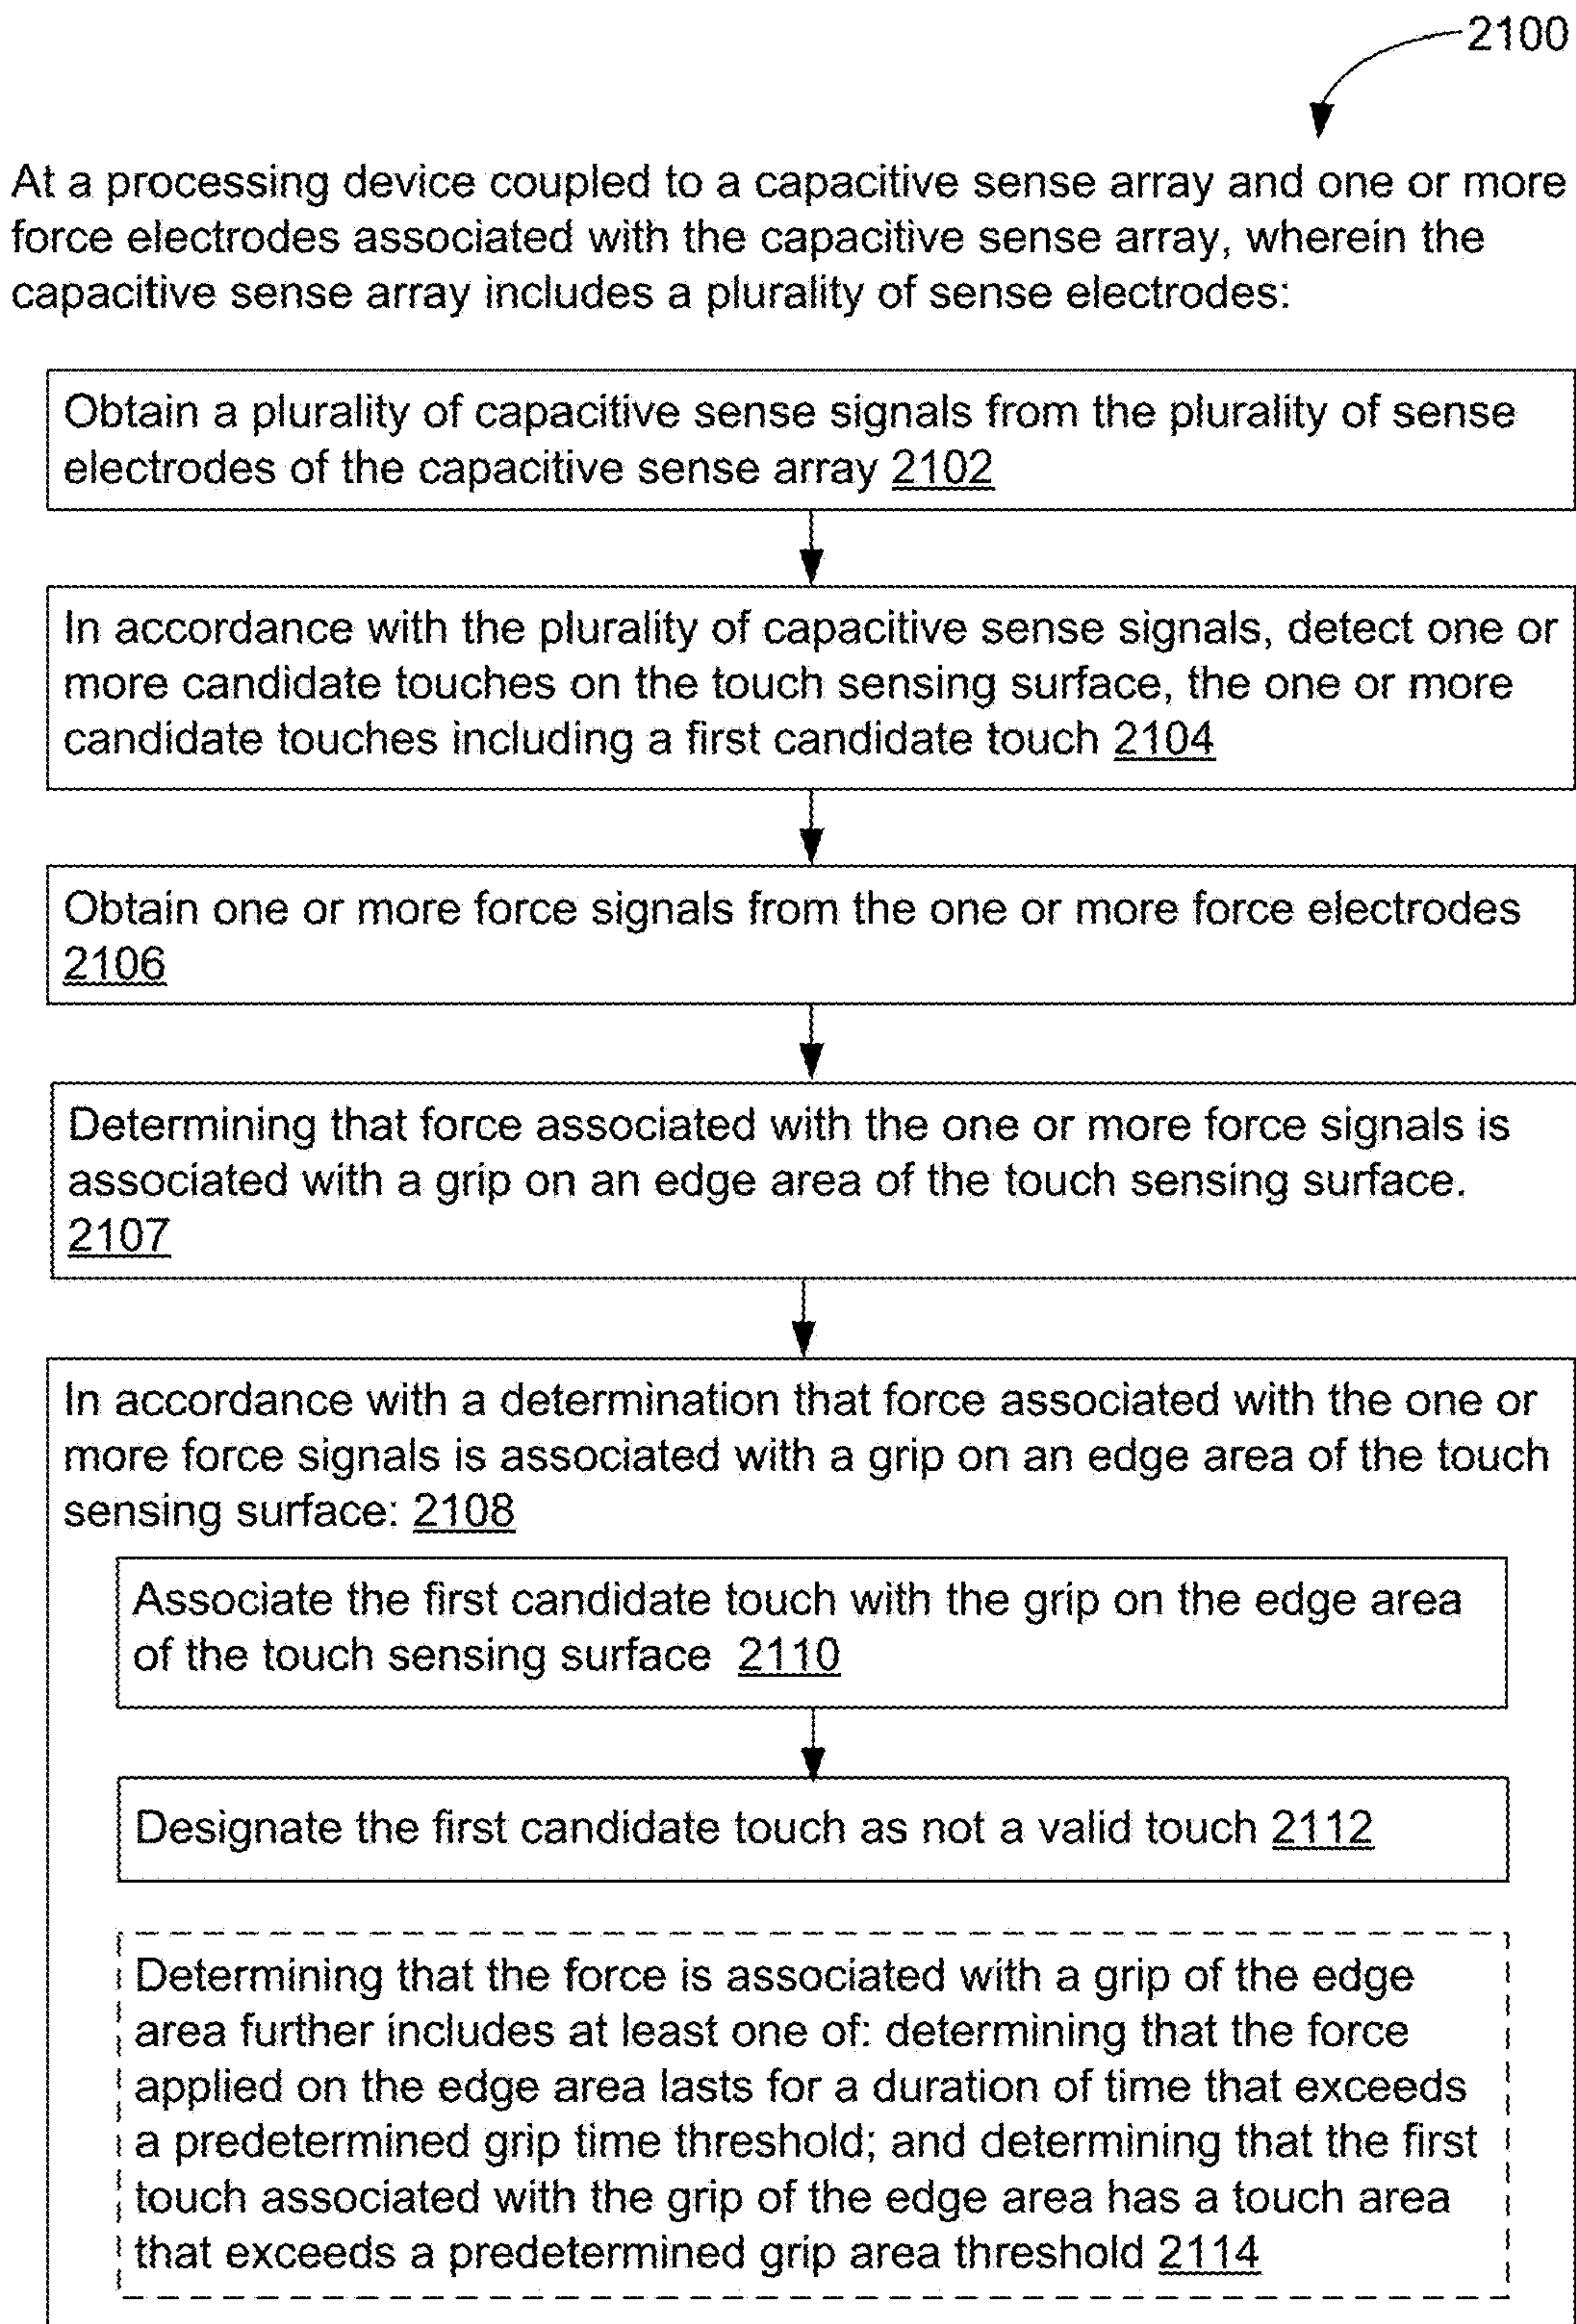 2100
At a processing device coupled to a capacitive sense array and one or more
force electrodes associated with the capacitive sense array, wherein the
capacitive sense array includes a plurality of sense electrodes:
Obtain a plurality of capacitive sense signals from the plurality of sense
electrodes of the capacitive sense array 2102
In accordance with the plurality of capacitive sense signals, detect one or
more candidate touches on the touch sensing surface, the one or more
candidate touches including a first candidate touch 2104
Obtain one or more force signals from the one or more force electrodes
2106
Determining that force associated with the one or more force signals is
associated with a grip on an edge area of the touch sensing surface.
2107
In accordance with a determination that force associated with the one or
more force signals is associated with a grip on an edge area of the touch
sensing surface: 2108
Associate the first candidate touch with the grip on the edge area
of the touch sensing surface 2110
Designate the first candidate touch as not a valid touch 2112
Determining that the force is associated with a grip of the edge
area further includes at least one of: determining that the force
applied on the edge area lasts for a duration of time that exceeds
a predetermined grip time threshold; and determining that the first
touch associated with the grip of the edge area has a touch area
that exceeds a predetermined grip area threshold 2114